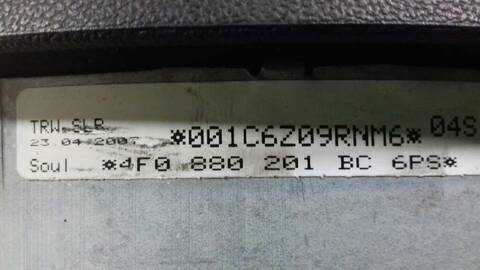 TRW SLR
23.04.2007 *001C6Z09RNM6* 04S
Soul *4F0 880 201 BC 6PS*